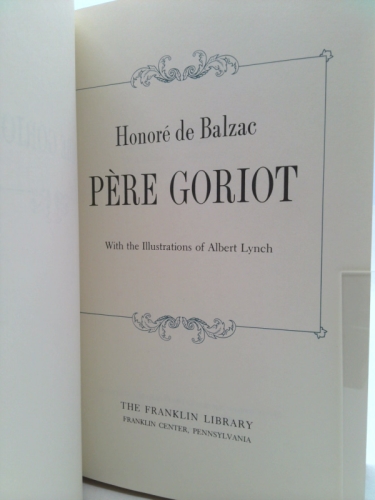 Honoré de Balzac
PÈRE GORIOT
With the Illustrations of Albert Lynch
THE FRANKLIN LIBRARY
FRANKLIN CENTER, PENNSYLVANIA